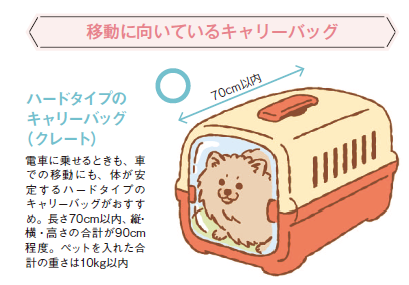 移動に向いているキャリーバッグ
70cm以内
ハードタイプの
キャリーバッグ
（クレート）
電車に乗せるときも、車
での移動にも、体が安
定するハードタイプの
キャリーバッグがおすす
め。長さ70cm以内、縦・
横・高さの合計が90cm
程度。ペットを入れた合
計の重さは10kg以内